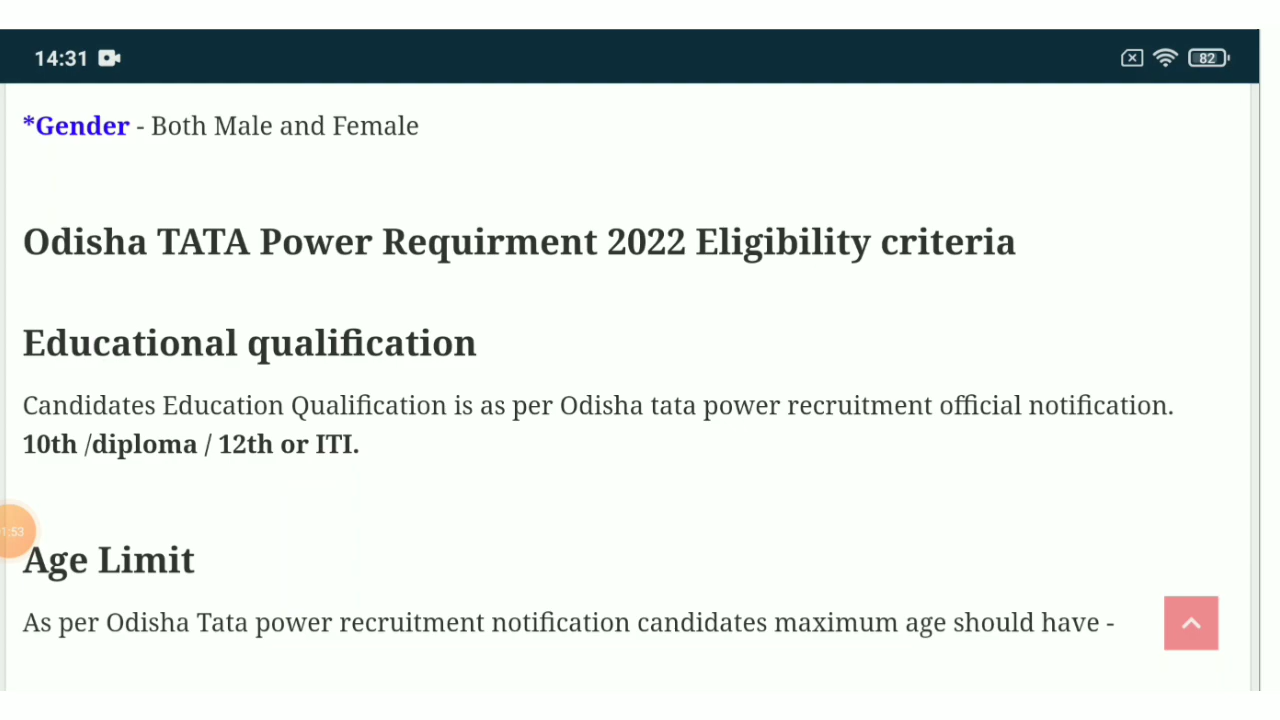 14:31
82
*Gender - Both Male and Female
Odisha TATA Power Requirment 2022 Eligibility criteria
Educational qualification
Candidates Education Qualification is as per Odisha tata power recruitment official notification.
10th /diploma / 12th or ITI.
1:53
Age Limit
As per Odisha Tata power recruitment notification candidates maximum age should have -